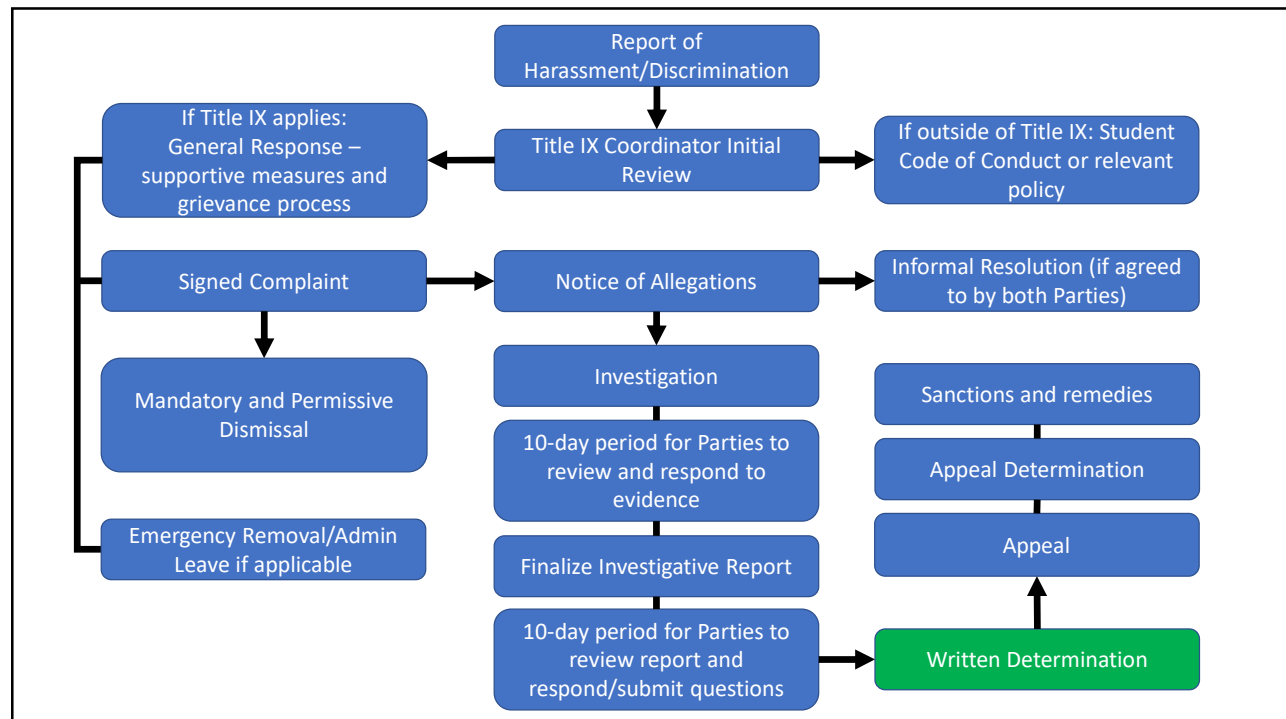 Report of
Harassment/Discrimination
If Title IX applies:
General Response –
supportive measures and
grievance process
Title IX Coordinator Initial
Review
If outside of Title IX: Student
Code of Conduct or relevant
policy
Signed Complaint
Notice of Allegations
Informal Resolution (if agreed
to by both Parties)
Mandatory and Permissive
Dismissal
Emergency Removal/Admin
Leave if applicable
Investigation
10-day period for Parties to
review and respond to
evidence
Finalize Investigative Report
10-day period for Parties to
review report and
respond/submit questions
Sanctions and remedies
Appeal Determination
Appeal
Written Determination